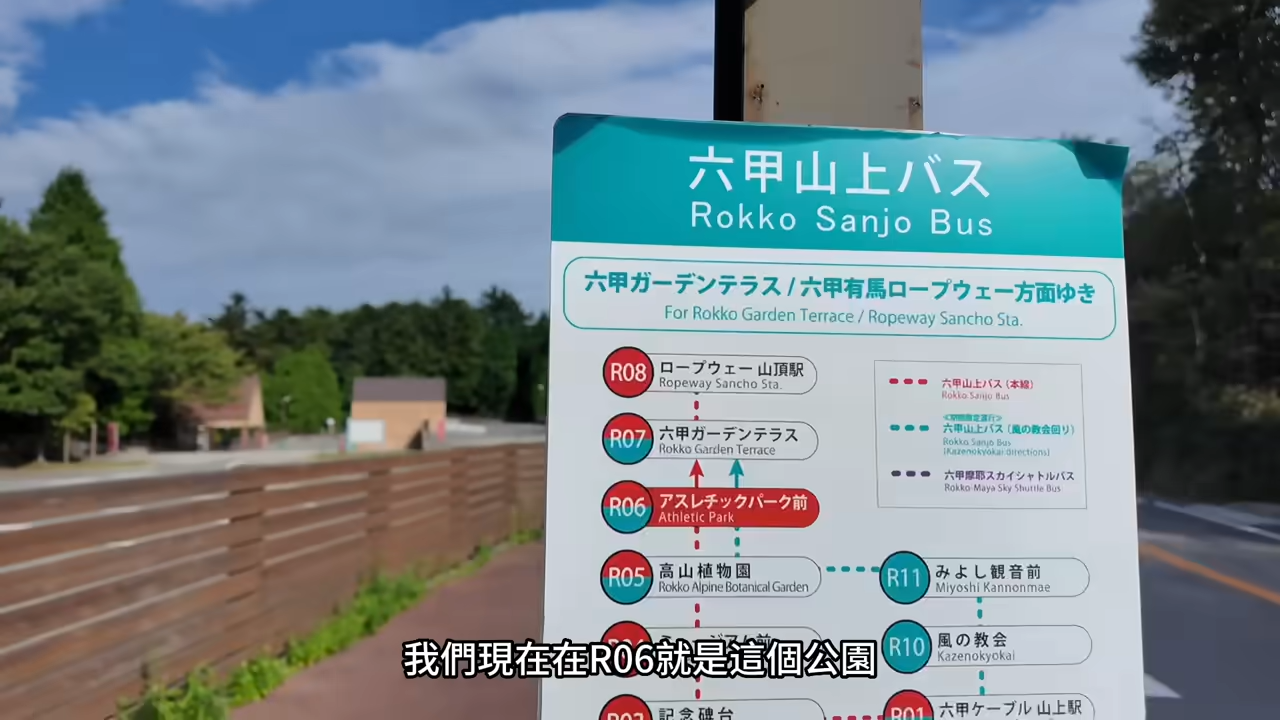 六甲山上バス
Rokko Sanjo Bus
六甲ガーデンテラス / 六甲有馬ロープウェー方面ゆき
For Rokko Garden Terrace / Ropeway Sancho Sta.
R08 ロープウェー 山頂駅
Ropeway Sancho Sta.
R07 六甲ガーデンテラス
Rokko Garden Terrace
R06 アスレチックパーク前
Athletic Park
R05 高山植物園
Rokko Alpine Botanical Garden
六甲山上バス(本線)
Rokko Sanjo Bus
<期間限定運行>
六甲山上バス(風の教会回り)
Rokko Sanjo Bus
(Kazenokyokai directions)
六甲摩耶スカイシャトルバス
Rokko-Maya Sky Shuttle Bus
R11 みよし観音前
Miyoshi Kannonmae
R10 風の教会
Kazenokyokai
R01 六甲ケーブル 山上駅
記念碑台
我們現在在R06就是這個公園